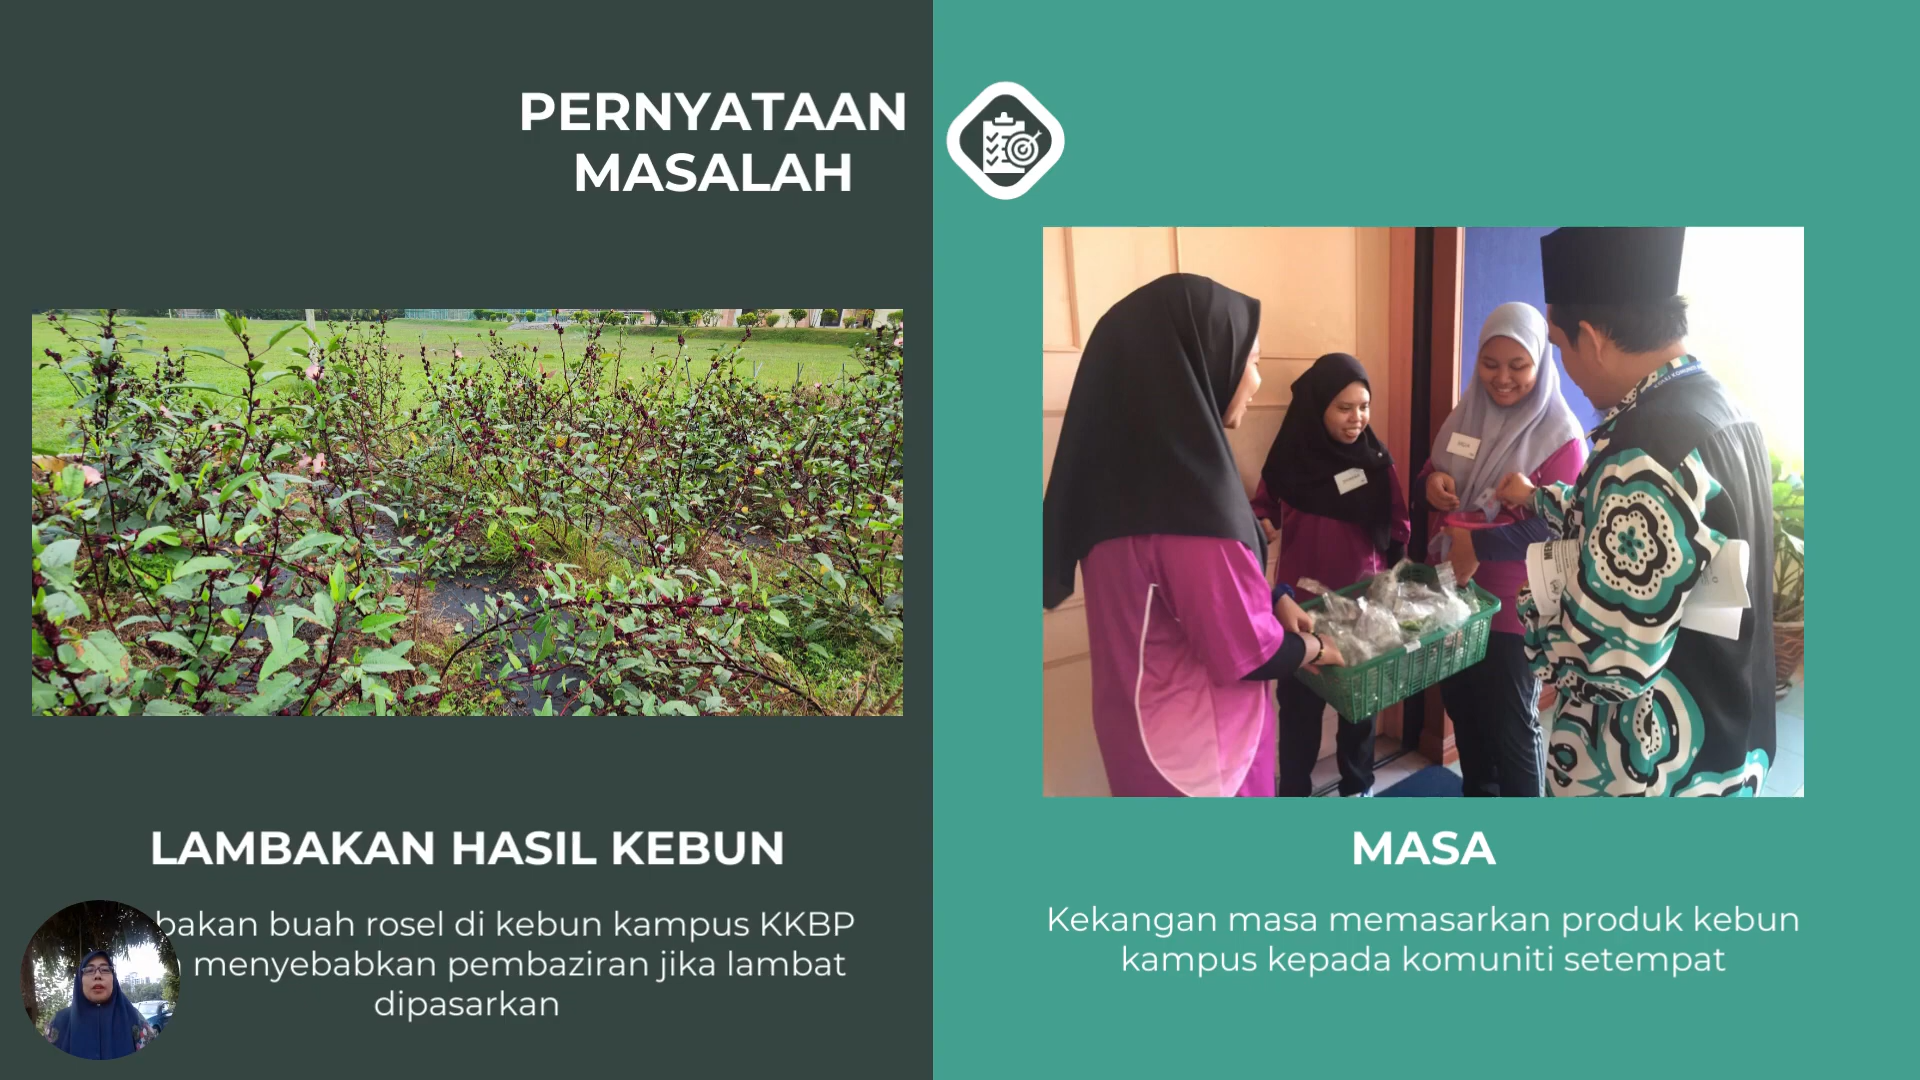 PERNYATAAN
MASALAH
LAMBAKAN HASIL KEBUN
bakan buah rosel di kebun kampus KKBP
menyebabkan pembaziran jika lambat
dipasarkan
MASA
Kekangan masa memasarkan produk kebun
kampus kepada komuniti setempat